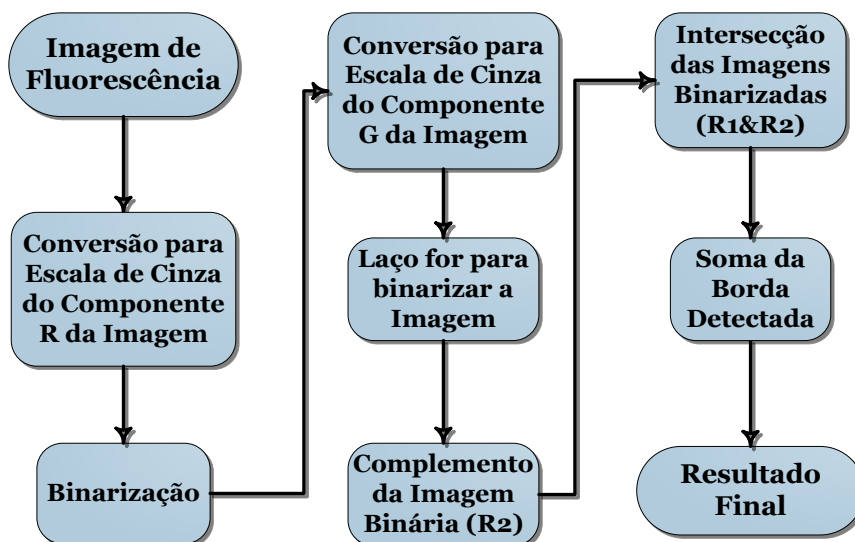 Imagem de
Fluorescência
Conversão para
Escala de Cinza
do Componente
R da Imagem
Binarização
Conversão para
Escala de Cinza
do Componente
G da Imagem
Laço for para
binarizar a
Imagem
Complemento
da Imagem
Binária (R2)
Intersecção
das Imagens
Binarizadas
(R1&R2)
Soma da
Borda
Detectada
Resultado
Final